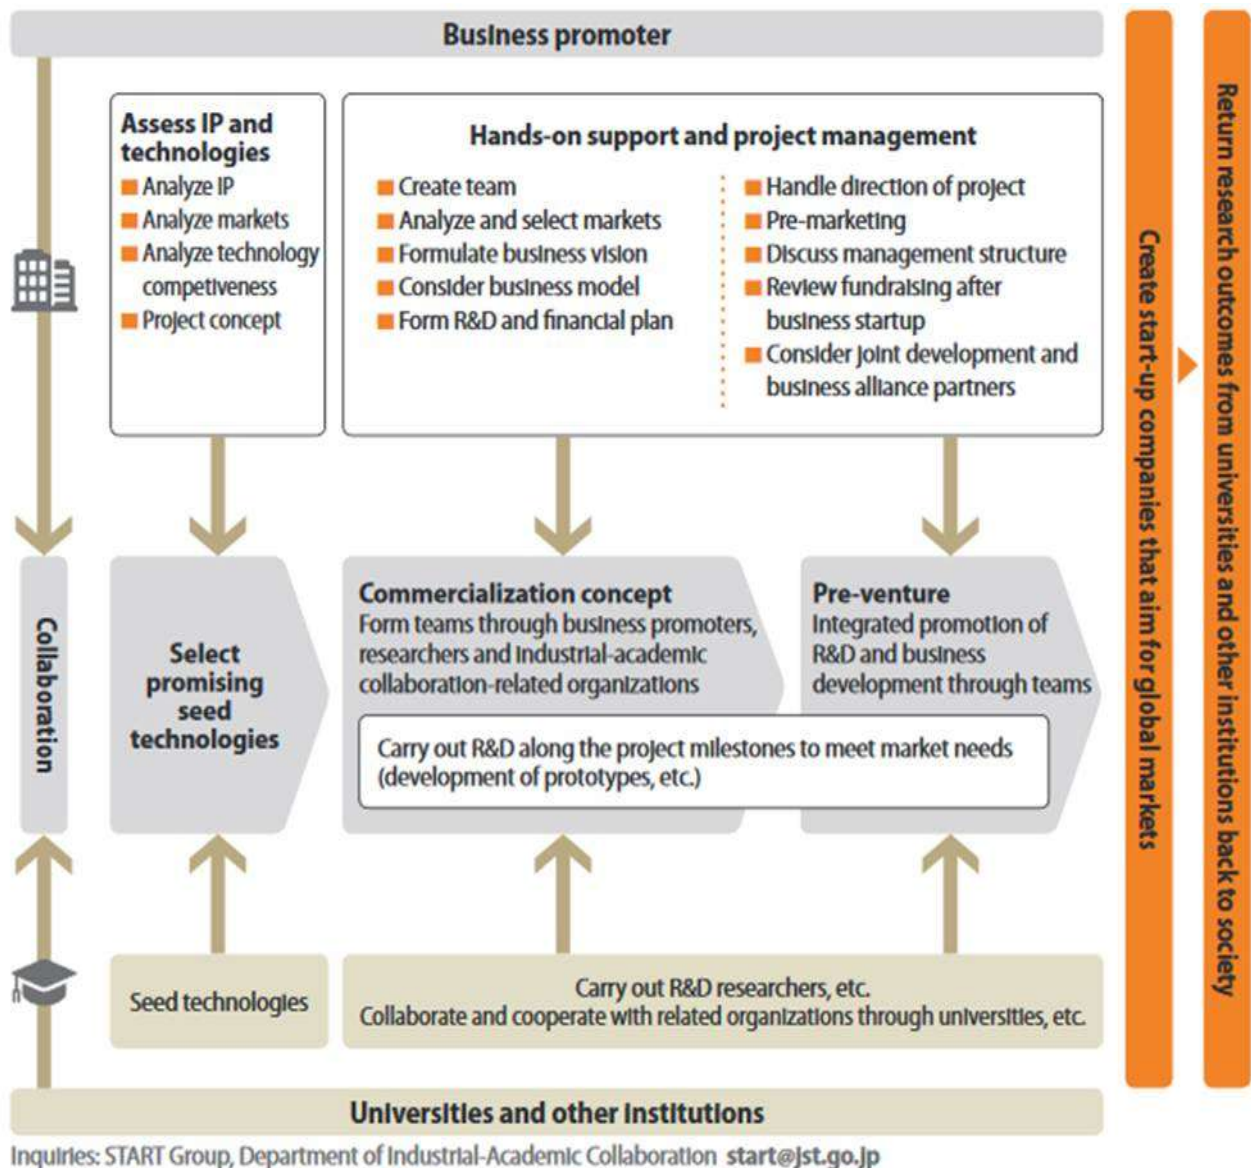 Business promoter
Assess IP and
technologies
Analyze IP
Analyze markets
Analyze technology
competiveness
Project concept
Hands-on support and project management
Create team
Analyze and select markets
Formulate business vision
Consider business model
Form R&D and financial plan
Handle direction of project
Pre-marketing
Discuss management structure
Review fundraising after
business startup
Consider joint development and
business alliance partners
Collaboration
Select
promising
seed
technologies
Commercialization concept
Form teams through business promoters,
researchers and industrial-academic
collaboration-related organizations
Pre-venture
Integrated promotion of
R&D and business
development through teams
Carry out R&D along the project milestones to meet market needs
(development of prototypes, etc.)
Seed technologies
Carry out R&D researchers, etc.
Collaborate and cooperate with related organizations through universities, etc.
Universities and other institutions
Create start-up companies that aim for global markets
Return research outcomes from universities and other institutions back to society
Inquiries: START Group, Department of Industrial-Academic Collaboration start@jst.go.jp